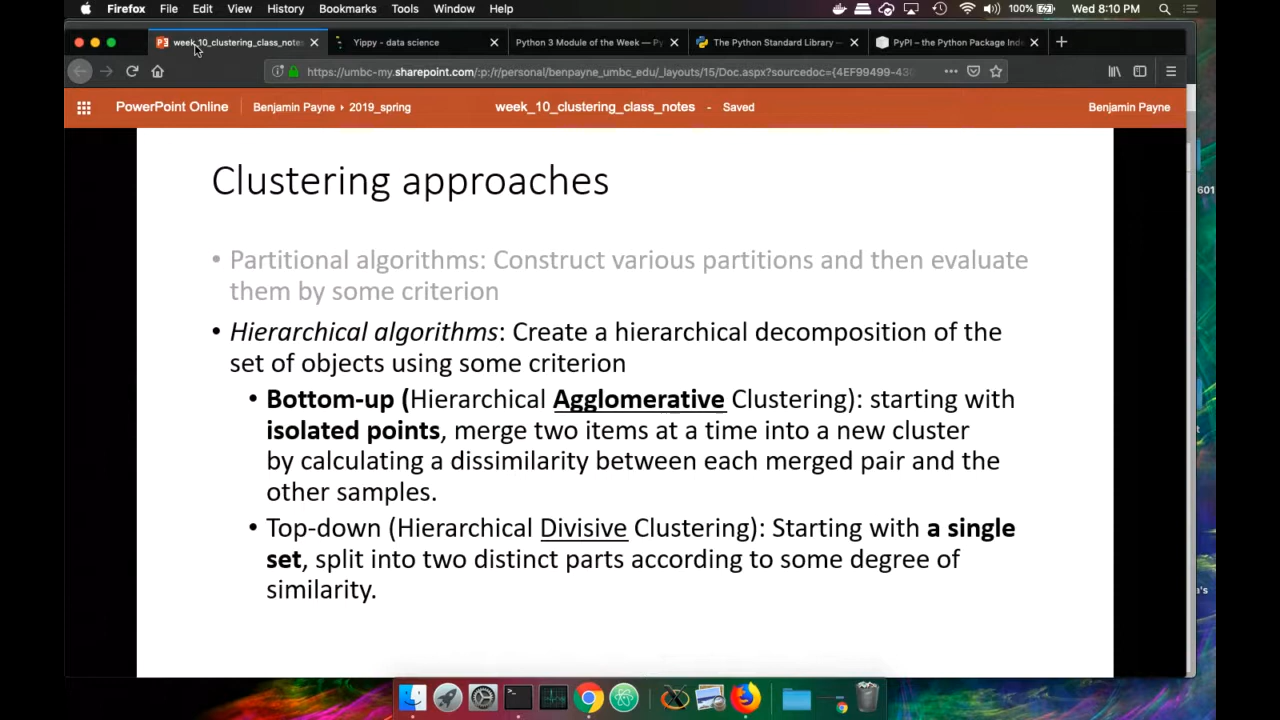 Firefox File Edit View History Bookmarks Tools Window Help 100% Wed 8:10 PM
week_10_clustering_class_notes Yippy - data science Python 3 Module of the Week — Py The Python Standard Library — PyPI – the Python Package Inde
https://umbc-my.sharepoint.com/:p:/r/personal/benpayne_umbc_edu/_layouts/15/Doc.aspx?sourcedoc={4EF99499-43
PowerPoint Online Benjamin Payne 2019_spring week_10_clustering_class_notes - Saved Benjamin Payne
601
Clustering approaches
• Partitional algorithms: Construct various partitions and then evaluate
them by some criterion
• Hierarchical algorithms: Create a hierarchical decomposition of the
set of objects using some criterion
• Bottom-up (Hierarchical Agglomerative Clustering): starting with
isolated points, merge two items at a time into a new cluster
by calculating a dissimilarity between each merged pair and the
other samples.
• Top-down (Hierarchical Divisive Clustering): Starting with a single
set, split into two distinct parts according to some degree of
similarity.